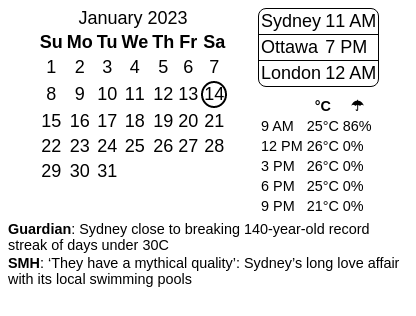 January 2023
Su Mo Tu We Th Fr Sa
1 2 3 4 5 6 7
8 9 10 11 12 13 14
15 16 17 18 19 20 21
22 23 24 25 26 27 28
29 30 31
Sydney 11 AM
Ottawa 7 PM
London 12 AM
°C ☂
9 AM 25°C 86%
12 PM 26°C 0%
3 PM 26°C 0%
6 PM 25°C 0%
9 PM 21°C 0%
Guardian: Sydney close to breaking 140-year-old record
streak of days under 30C
SMH: ‘They have a mythical quality’: Sydney’s long love affair
with its local swimming pools